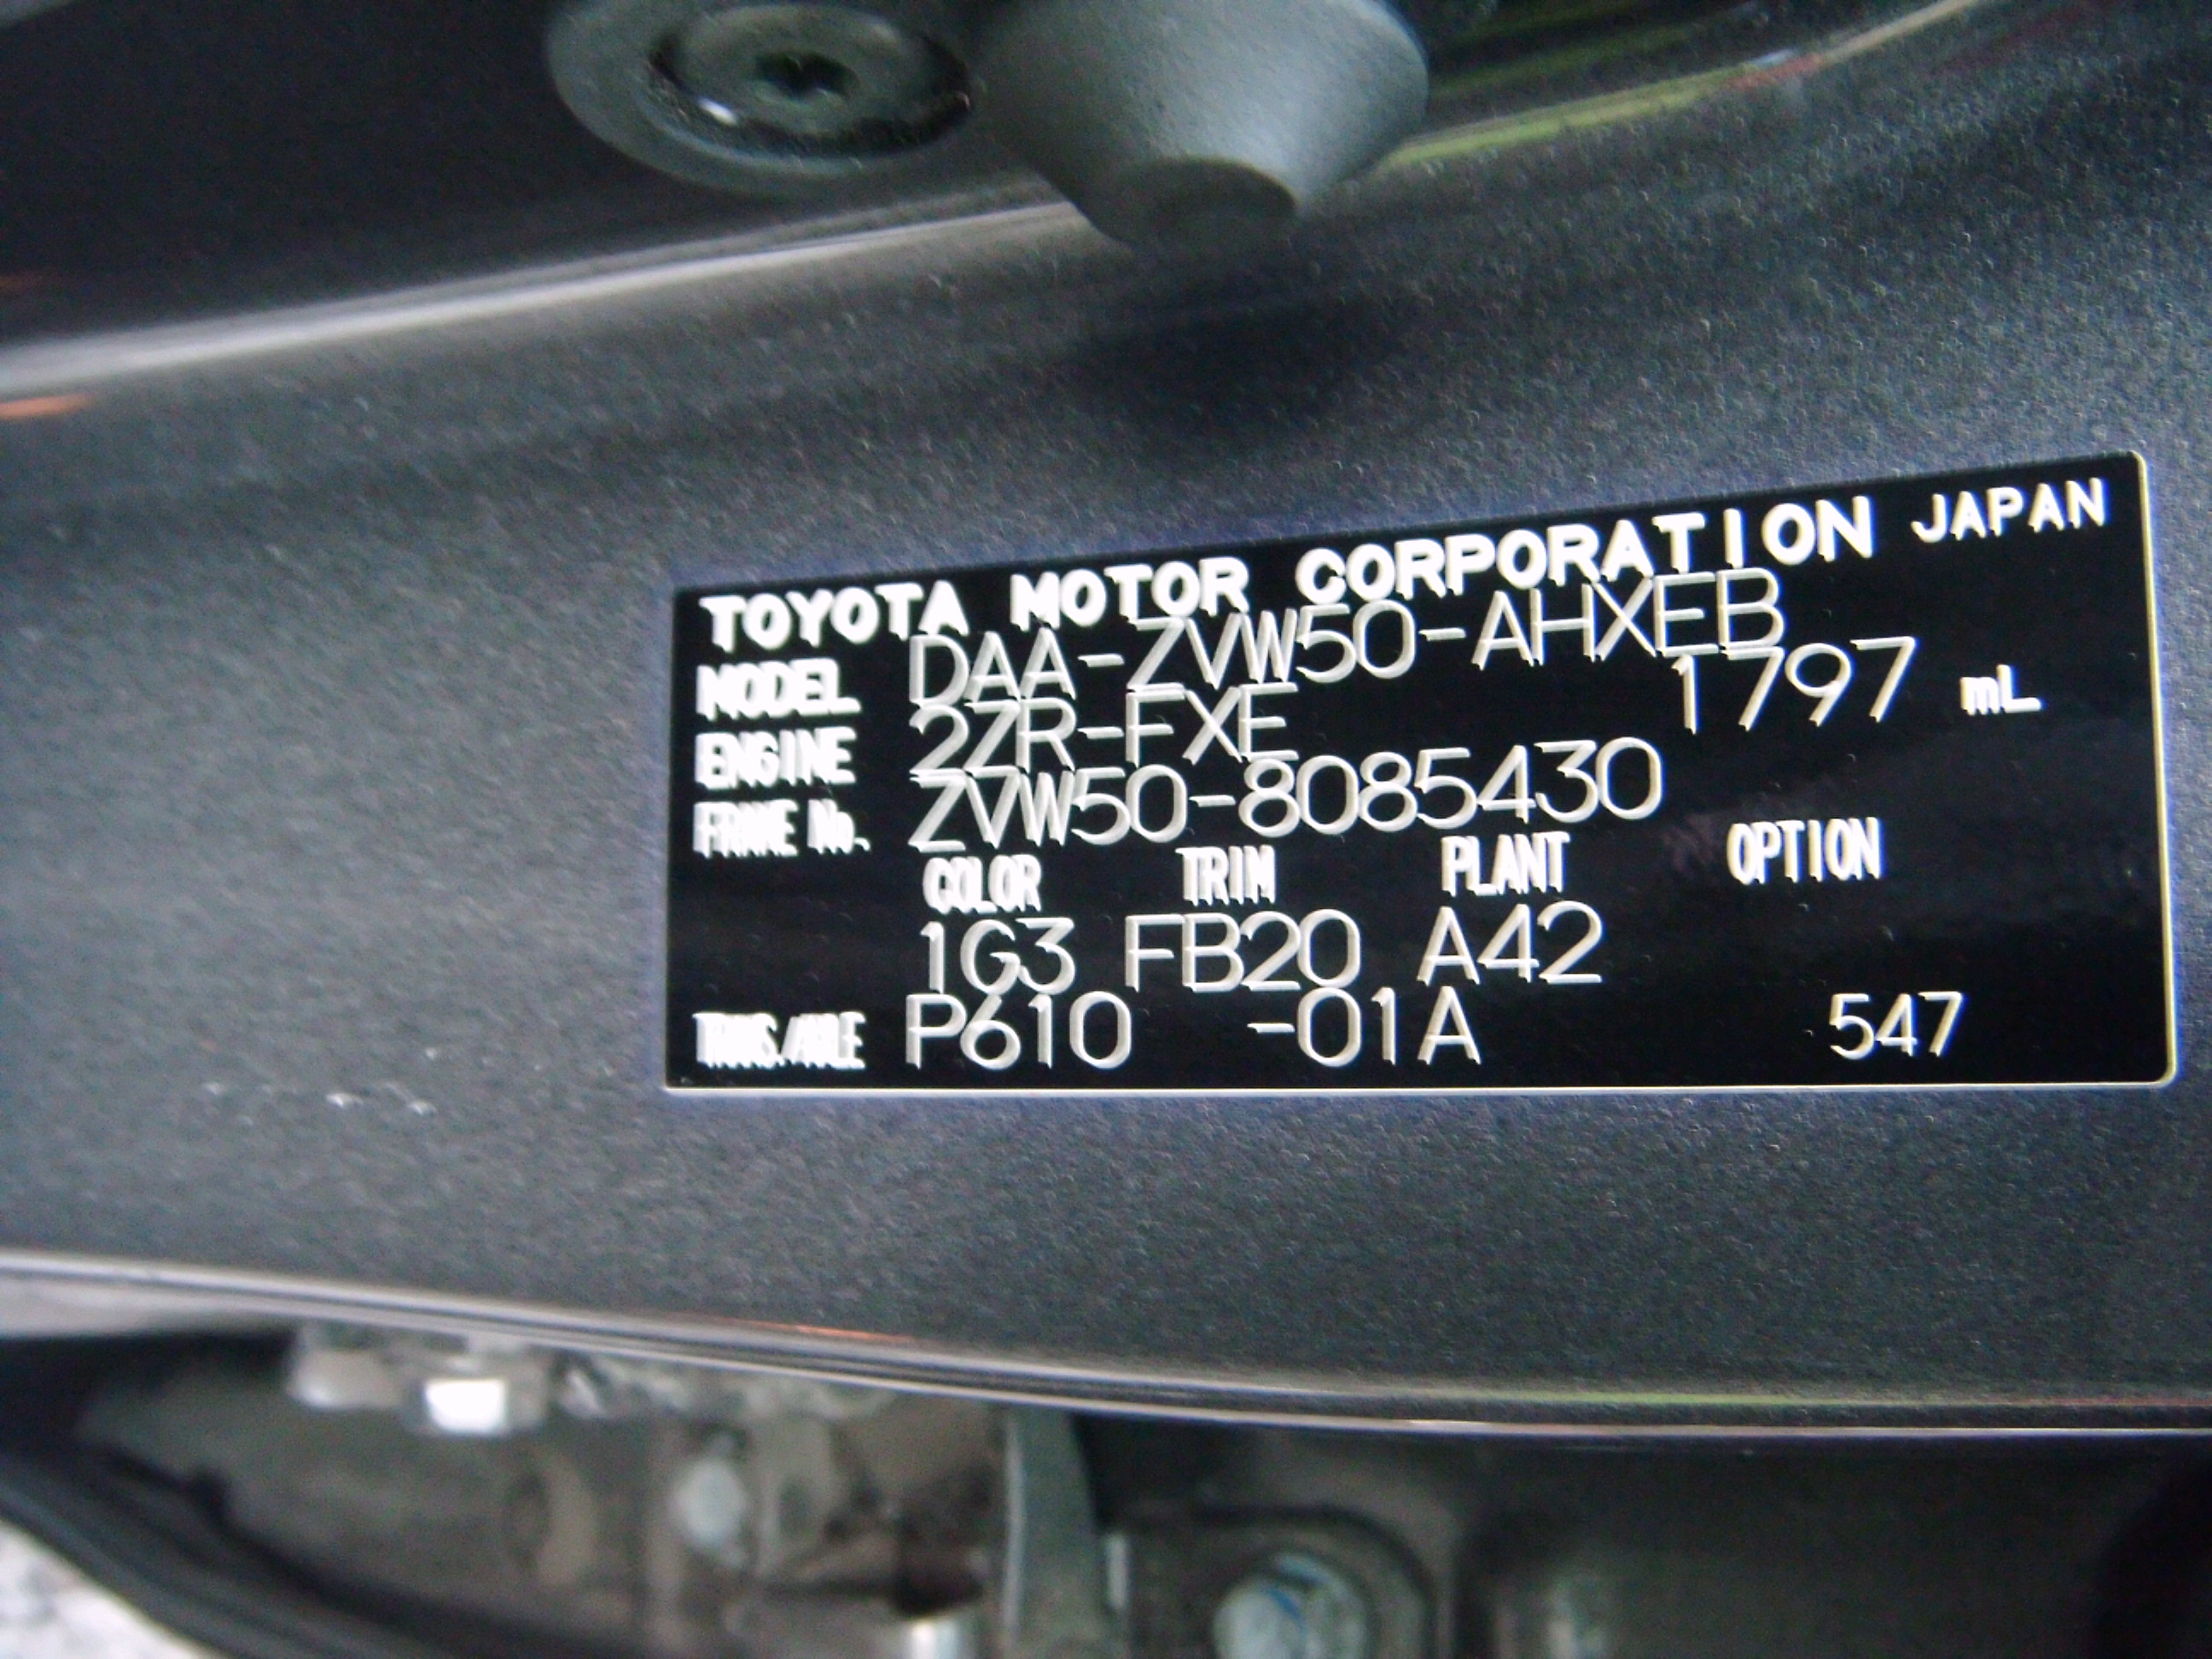 TOYOTA MOTOR CORPORATION JAPAN
MODEL DAA-ZVW50-AHXEB
ENGINE 2ZR-FXE 1797 mL
FRAME No. ZVW50-8085430
COLOR TRIM PLANT OPTION
1G3 FB20 A42
TRANS./AXLE P610 -01A 547